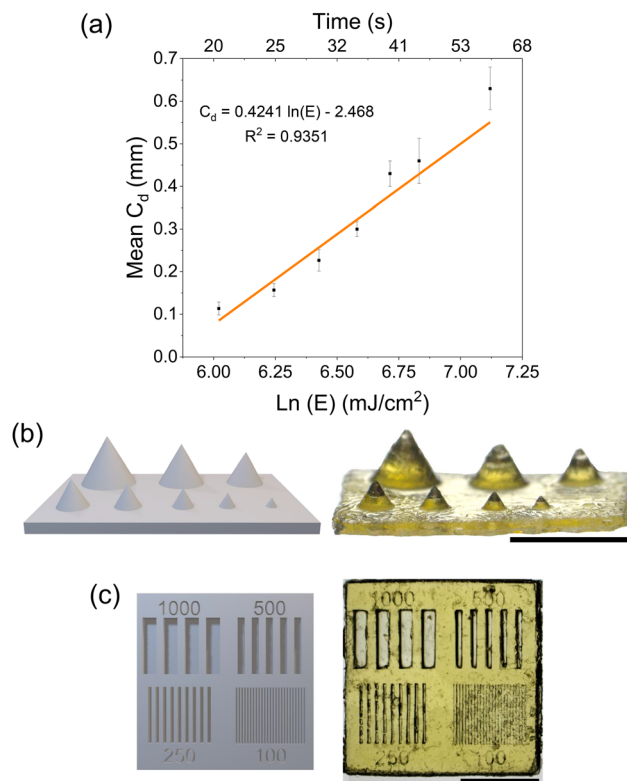 (a)
Time (s)
20 25 35 41 53 68
0.7
0.6
0.5
0.4
0.3
0.2
0.1
0.0
Mean C_d (mm)
C_d = 0.4241 ln(E) - 2.468
R² = 0.9351
6.00 6.25 6.50 6.75 7.00 7.25
Ln (E) (mJ/cm²)
(b)
(c)
1000 500
250 100
1000 500
250 100